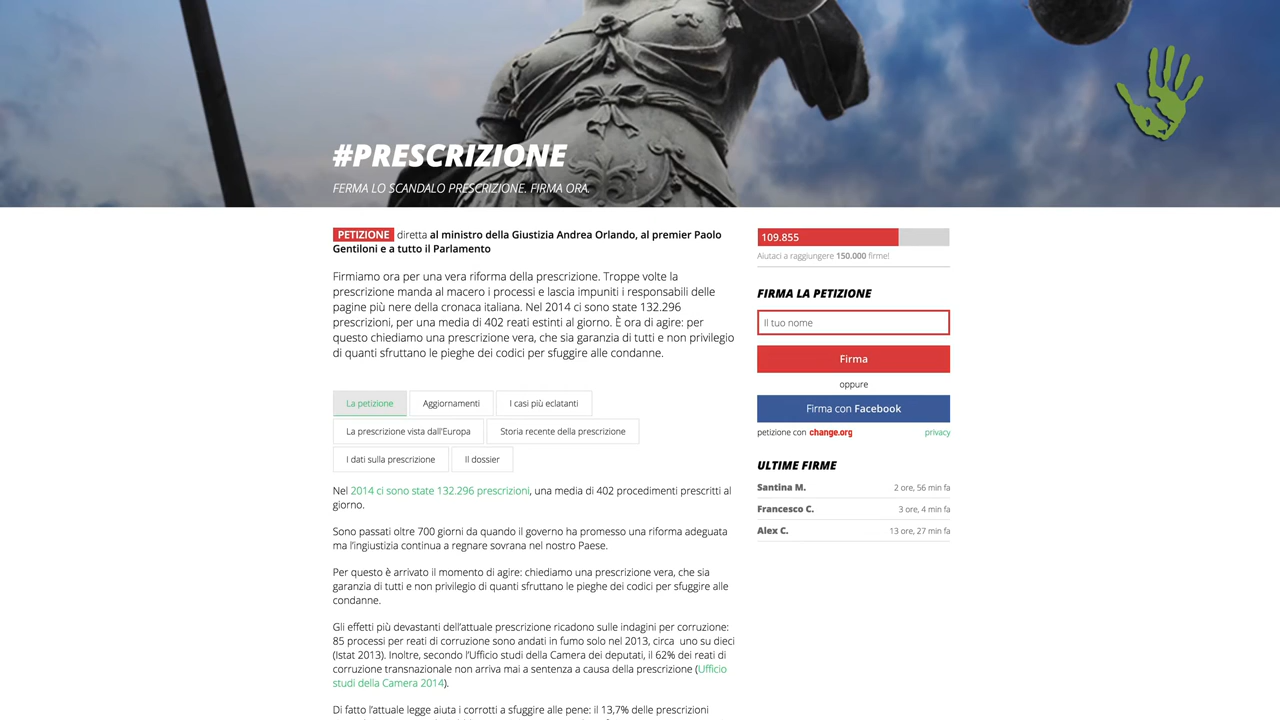 #PRESCRIZIONE
FERMA LO SCANDALO PRESCRIZIONE. FIRMA ORA.
PETIZIONE diretta al ministro della Giustizia Andrea Orlando, al premier Paolo
Gentiloni e a tutto il Parlamento
Firmiamo ora per una vera riforma della prescrizione. Troppe volte la
prescrizione manda al macero i processi e lascia impuniti i responsabili delle
pagine più nere della cronaca italiana. Nel 2014 ci sono state 132.296
prescrizioni, per una media di 402 reati estinti al giorno. È ora di agire: per
questo chiediamo una prescrizione vera, che sia garanzia di tutti e non privilegio
di quanti sfruttano le pieghe dei codici per sfuggire alle condanne.
La petizione
Aggiornamenti
I casi più eclatanti
La prescrizione vista dall'Europa
Storia recente della prescrizione
I dati sulla prescrizione
Il dossier
Nel 2014 ci sono state 132.296 prescrizioni, una media di 402 procedimenti prescritti al
giorno.
Sono passati oltre 700 giorni da quando il governo ha promesso una riforma adeguata
ma l'ingiustizia continua a regnare sovrana nel nostro Paese.
Per questo è arrivato il momento di agire: chiediamo una prescrizione vera, che sia
garanzia di tutti e non privilegio di quanti sfruttano le pieghe dei codici per sfuggire alle
condanne.
Gli effetti più devastanti dell'attuale prescrizione ricadono sulle indagini per corruzione:
85 processi per reati di corruzione sono andati in fumo solo nel 2013, circa uno su dieci
(Istat 2013). Inoltre, secondo l'Ufficio studi della Camera dei deputati, il 62% dei reati di
corruzione transnazionale non arriva mai a sentenza a causa della prescrizione (Ufficio
studi della Camera 2014).
Di fatto l'attuale legge aiuta i corrotti a sfuggire alle pene: il 13,7% delle prescrizioni
109.855
Aiutaci a raggiungere 150.000 firme!
FIRMA LA PETIZIONE
Il tuo nome
Firma
oppure
Firma con Facebook
petizione con change.org
privacy
ULTIME FIRME
Santina M. 2 ore, 56 min fa
Francesco C. 3 ore, 4 min fa
Alex C. 13 ore, 27 min fa